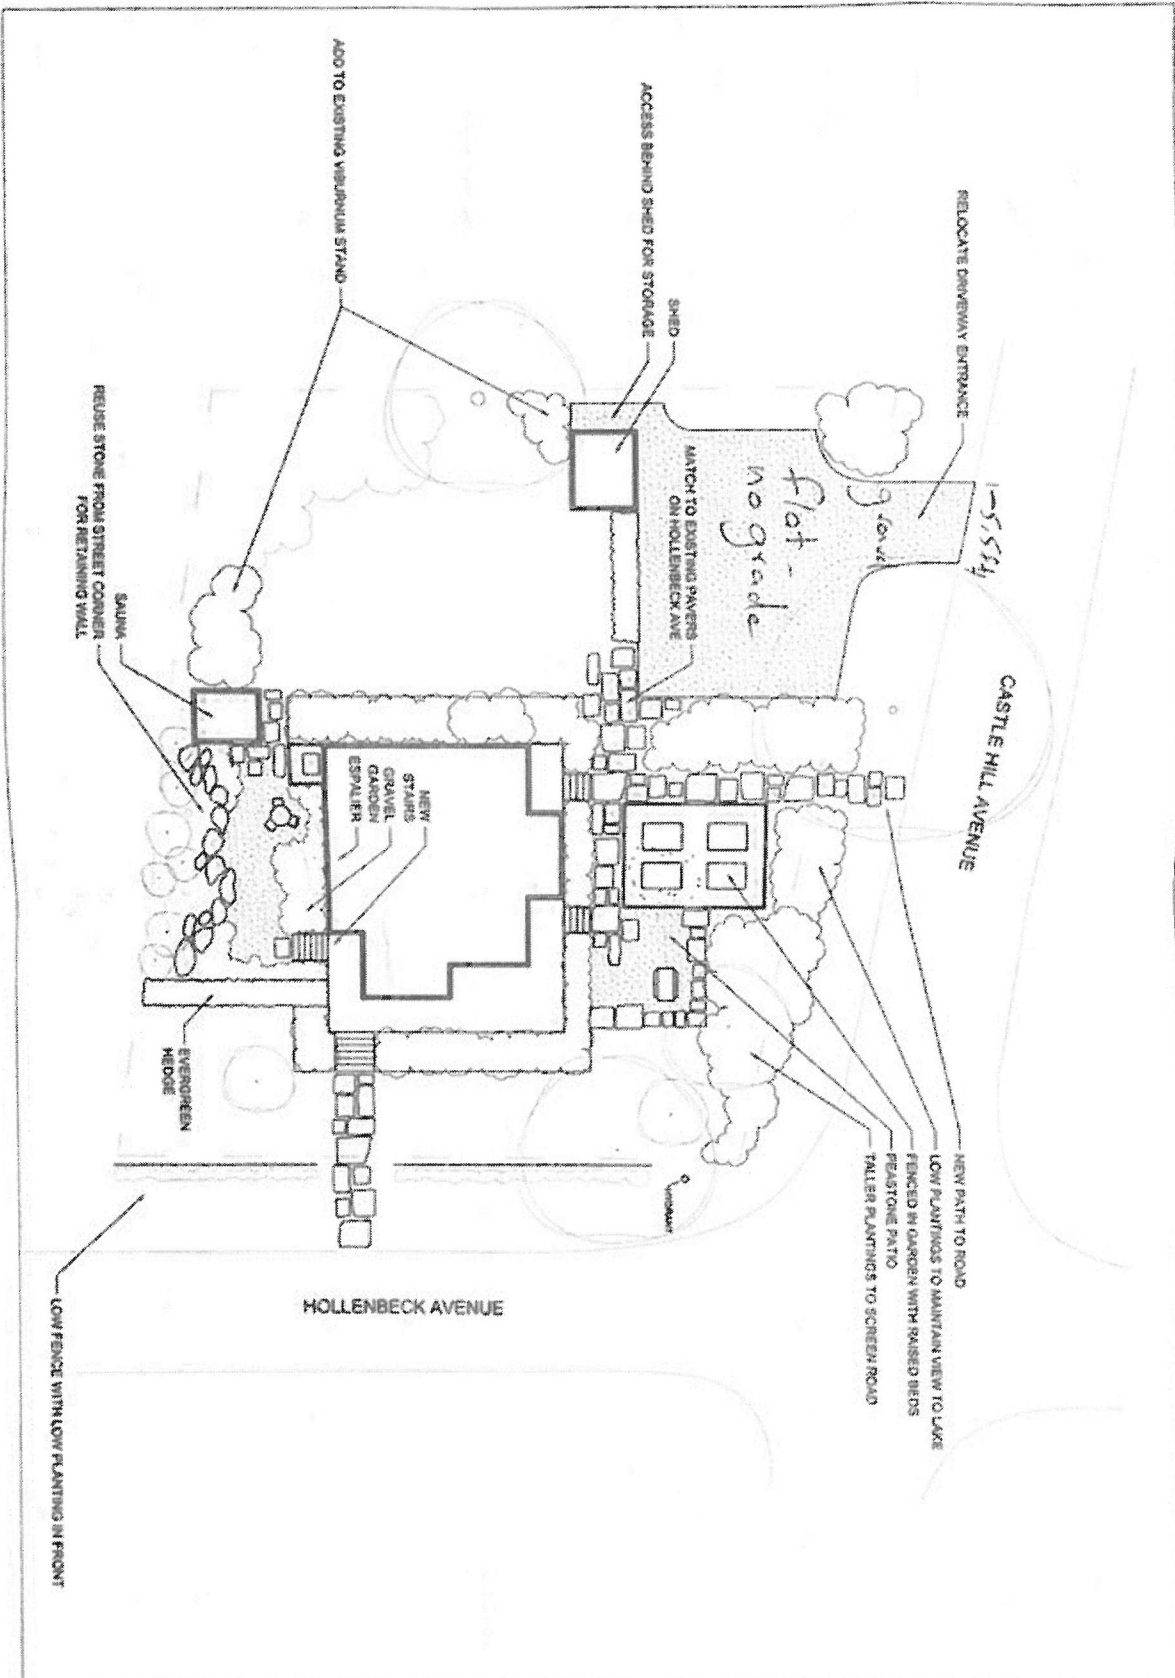 ADD TO EXISTING VIBURNUM STAND
ACCESS BEHIND SHED FOR STORAGE
SHED
RELOCATE DRIVEWAY ENTRANCE
MATCH TO EXISTING PAVERS
ON HOLLENBECK AVE
flat -
no grade
CASTLE HILL AVENUE
REUSE STONE FROM STREET CORNER
FOR RETAINING WALL
SAUNA
NEW
STAIRS
GRAVEL
GARDEN
ESPALIER
EVERGREEN
HEDGE
HYDRANT
NEW PATH TO ROAD
LOW PLANTINGS TO MAINTAIN VIEW TO LAKE
FENCED IN GARDEN WITH RAISED BEDS
PEASTONE PATIO
TALLER PLANTINGS TO SCREEN ROAD
HOLLENBECK AVENUE
LOW FENCE WITH LOW PLANTING IN FRONT